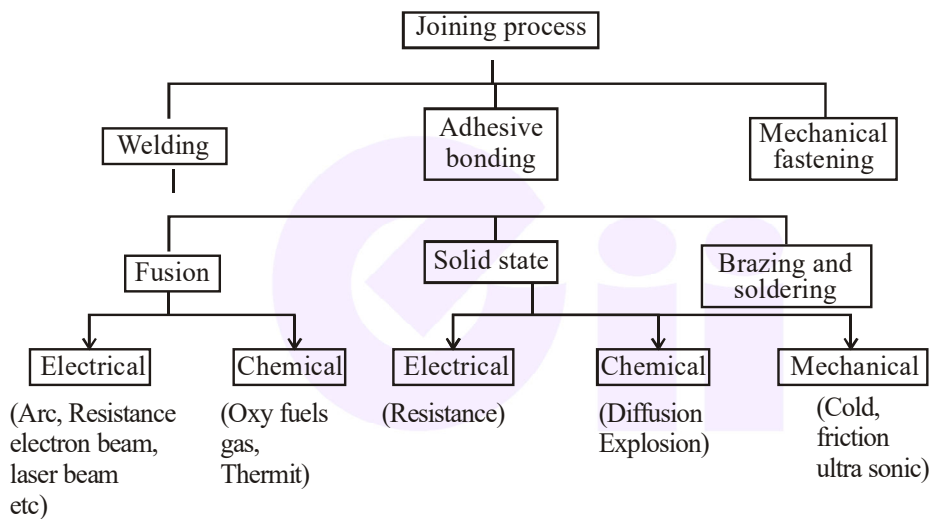 Joining process
Welding
Adhesive
bonding
Mechanical
fastening
Fusion
Solid state
Brazing and
soldering
Electrical
Chemical
Electrical
Chemical
Mechanical
(Arc, Resistance
electron beam,
laser beam
etc)
(Oxy fuels
gas,
Thermit)
(Resistance)
(Diffusion
Explosion)
(Cold,
friction
ultra sonic)